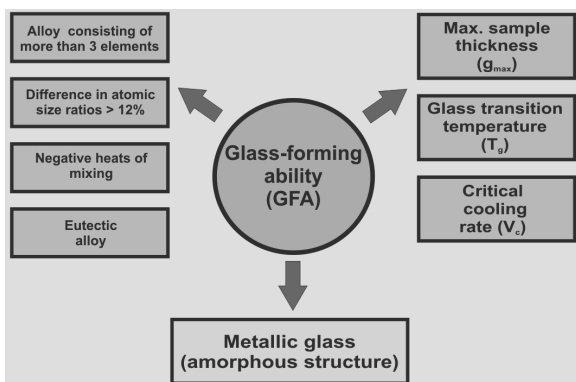 Alloy consisting of
more than 3 elements
Difference in atomic
size ratios > 12%
Negative heats of
mixing
Eutectic
alloy
Glass-forming
ability
(GFA)
Max. sample
thickness
(gmax)
Glass transition
temperature
(Tg)
Critical
cooling
rate (Vc)
Metallic glass
(amorphous structure)